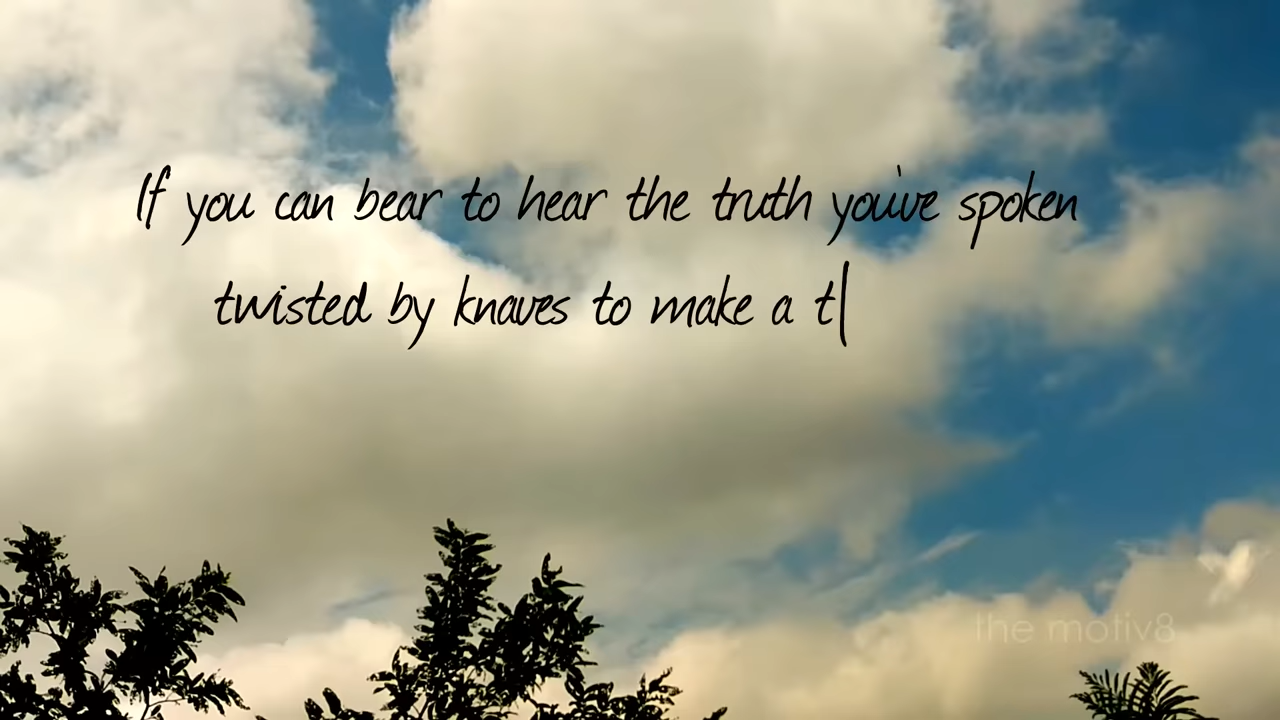 If you can bear to hear the truth you've spoken
twisted by knaves to make a t|
the motiv8